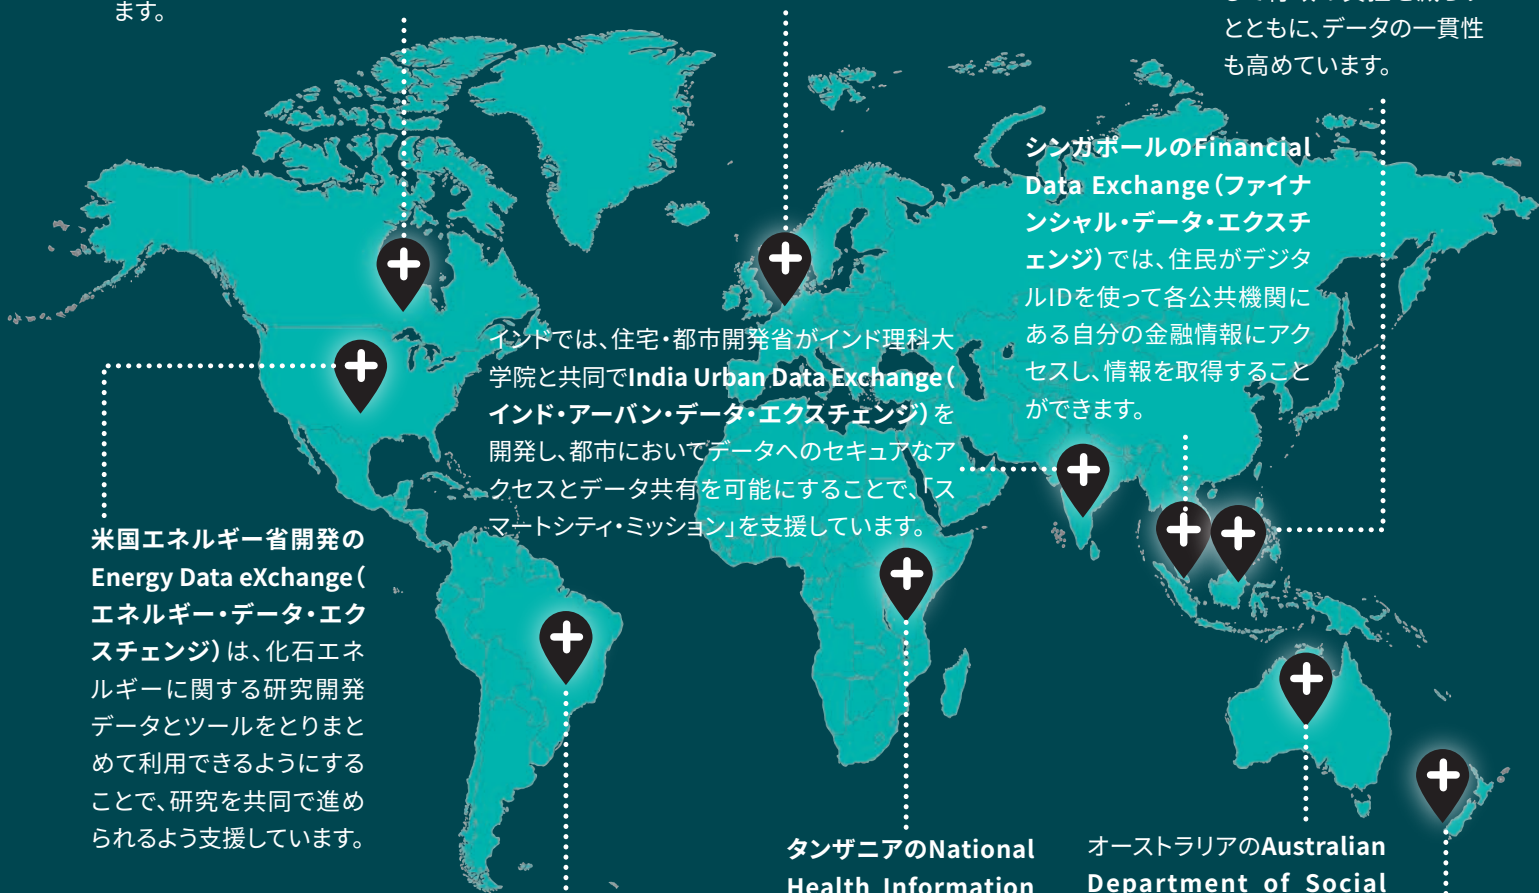 ます。
とともに、データの一貫性
も高めています。
シンガポールのFinancial
Data Exchange（ファイナ
ンシャル・データ・エクスチ
ェンジ）では、住民がデジタ
ルIDを使って各公共機関に
ある自分の金融情報にアク
セスし、情報を取得すること
ができます。
インドでは、住宅・都市開発省がインド理科大
学院と共同でIndia Urban Data Exchange（
インド・アーバン・データ・エクスチェンジ）を
開発し、都市においてデータへのセキュアなア
クセスとデータ共有を可能にすることで、「ス
マートシティ・ミッション」を支援しています。
米国エネルギー省開発の
Energy Data eXchange（
エネルギー・データ・エク
スチェンジ）は、化石エネ
ルギーに関する研究開発
データとツールをとりまと
めて利用できるようにする
ことで、研究を共同で進め
られるよう支援しています。
タンザニアのNational
Health Information
オーストラリアのAustralian
Department of Social